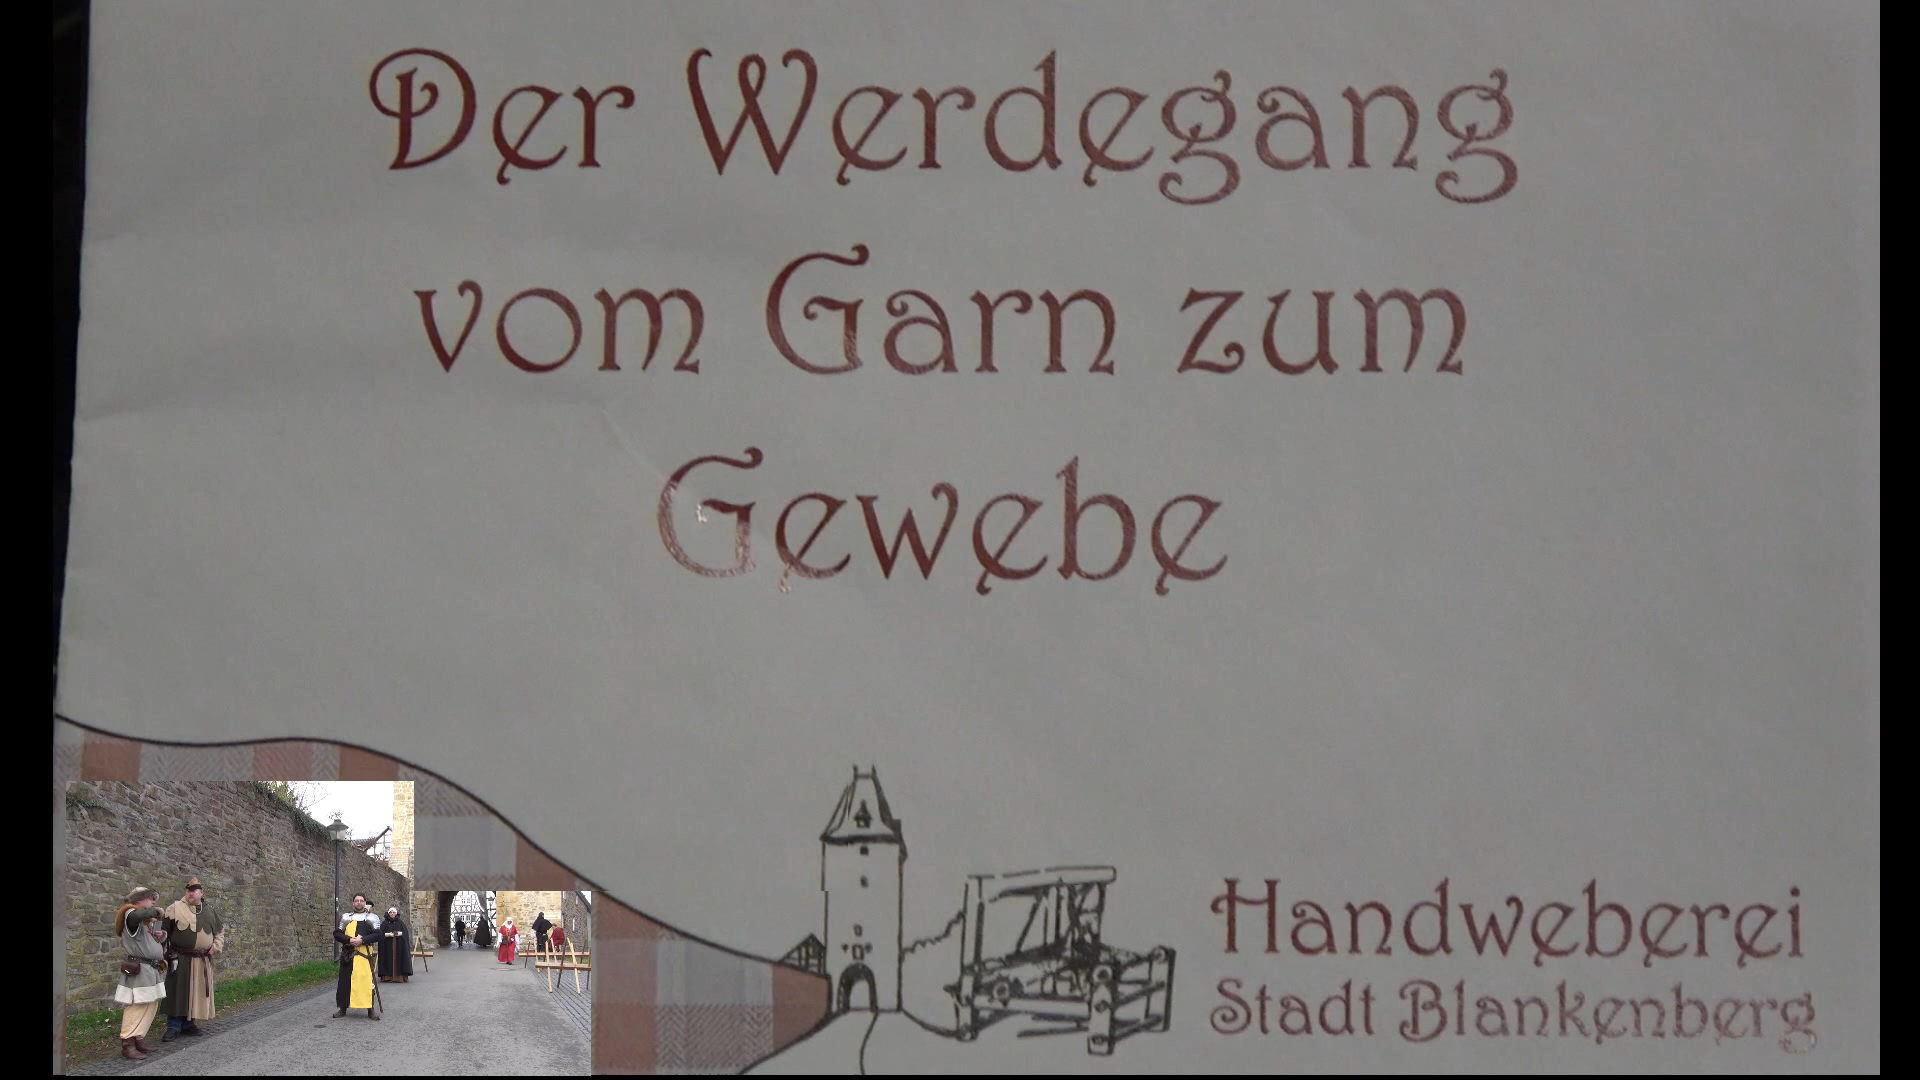 Der Werdegang
vom Garn zum
Gewebe
Handweberei
Stadt Blankenberg